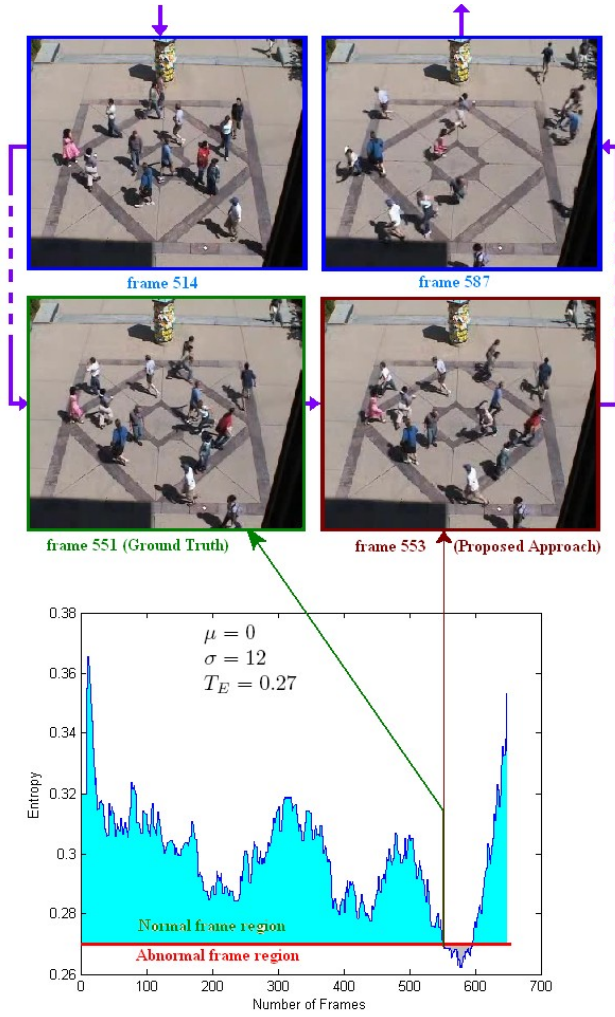 frame 514
frame 587
frame 551 (Ground Truth)
frame 553 (Proposed Approach)
0.38
0.36
0.34
0.32
0.3
0.28
0.26
Entropy
μ = 0
σ = 12
T_E = 0.27
Normal frame region
Abnormal frame region
0 100 200 300 400 500 600 700
Number of Frames